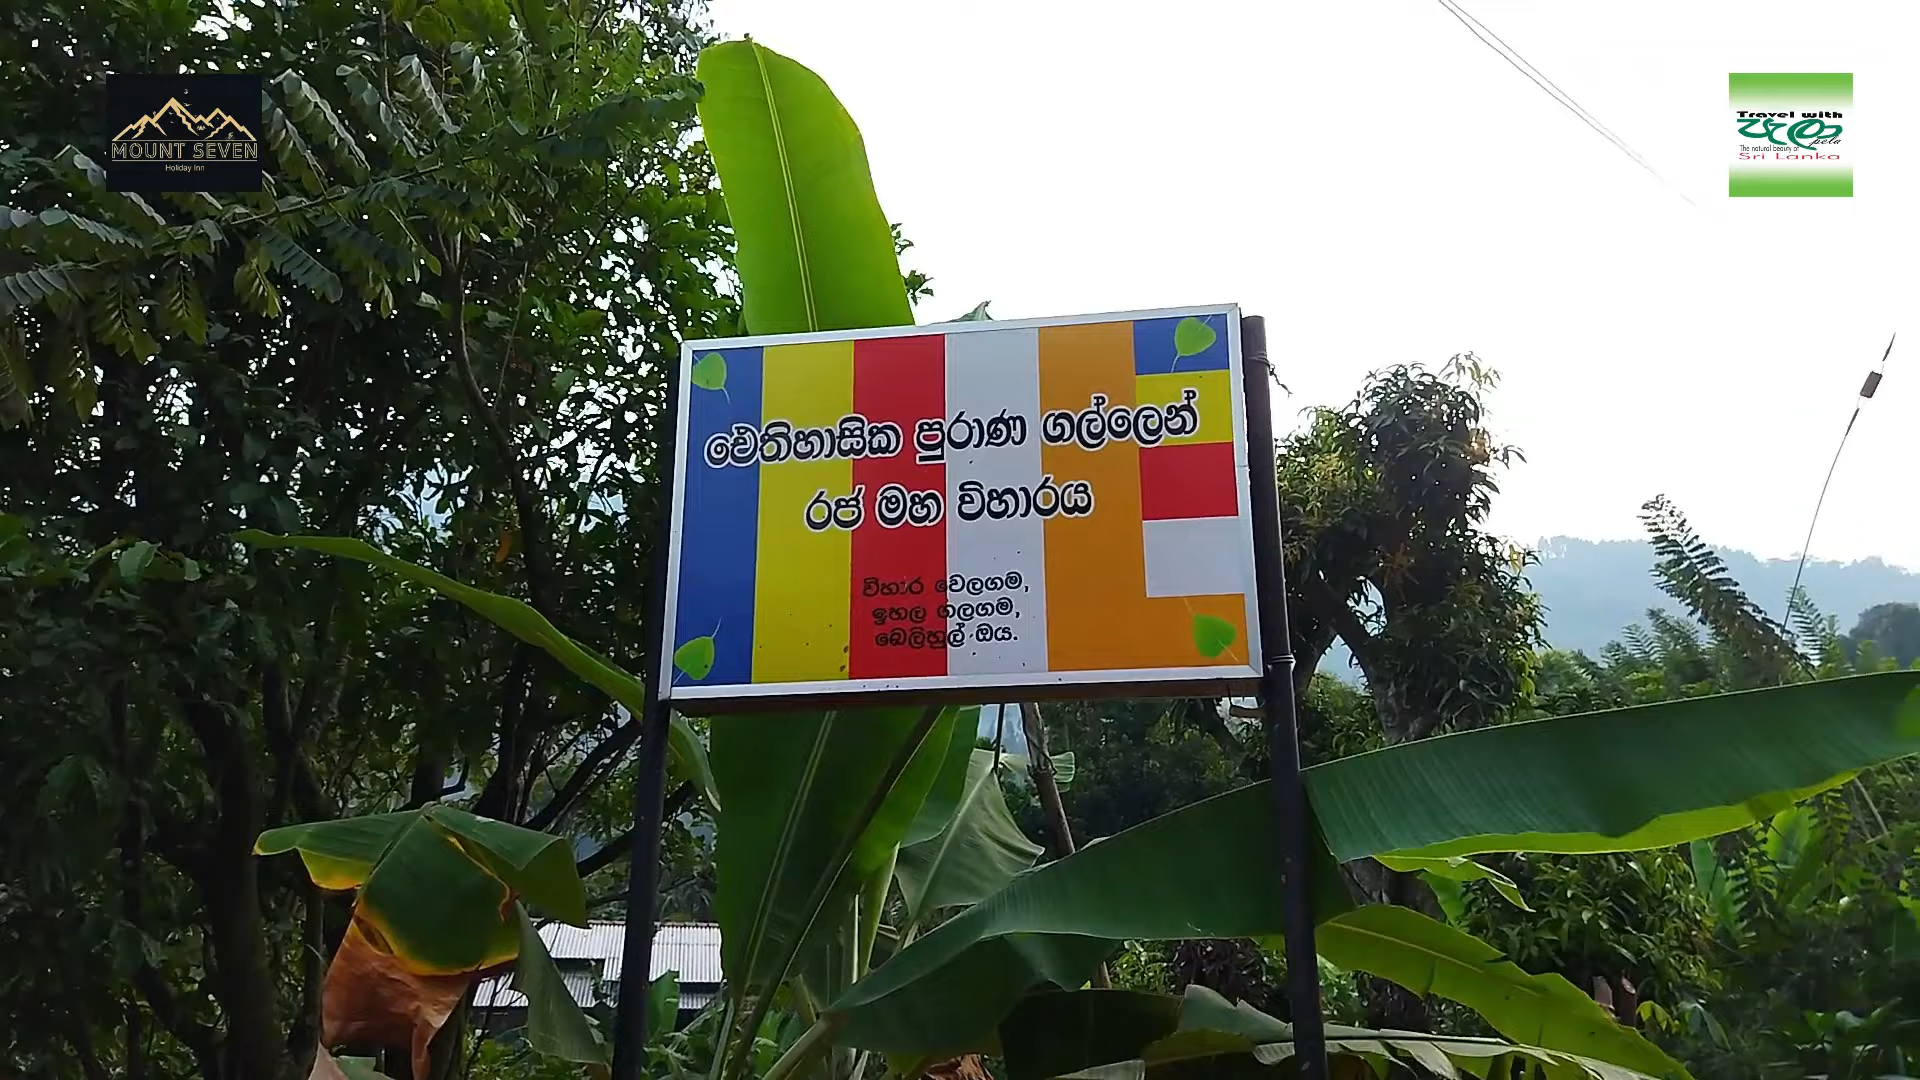 MOUNT SEVEN
Holiday Inn
Travel with
පැලා
pela
The natural beauty of
Sri Lanka
ඓතිහාසික පුරාණ ගල්ලෙන්
රජ මහ විහාරය
විහාර වෙලගම,
ඉහල ගලගම,
බෙලිහුල් ඔය.